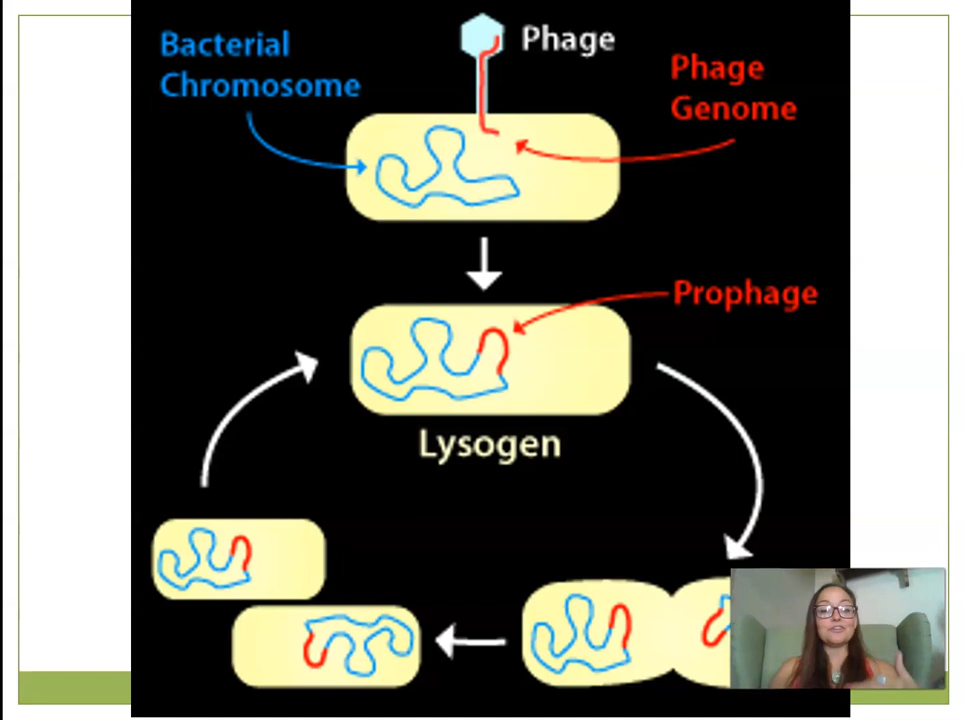 Bacterial
Chromosome
Phage
Phage
Genome
Prophage
Lysogen